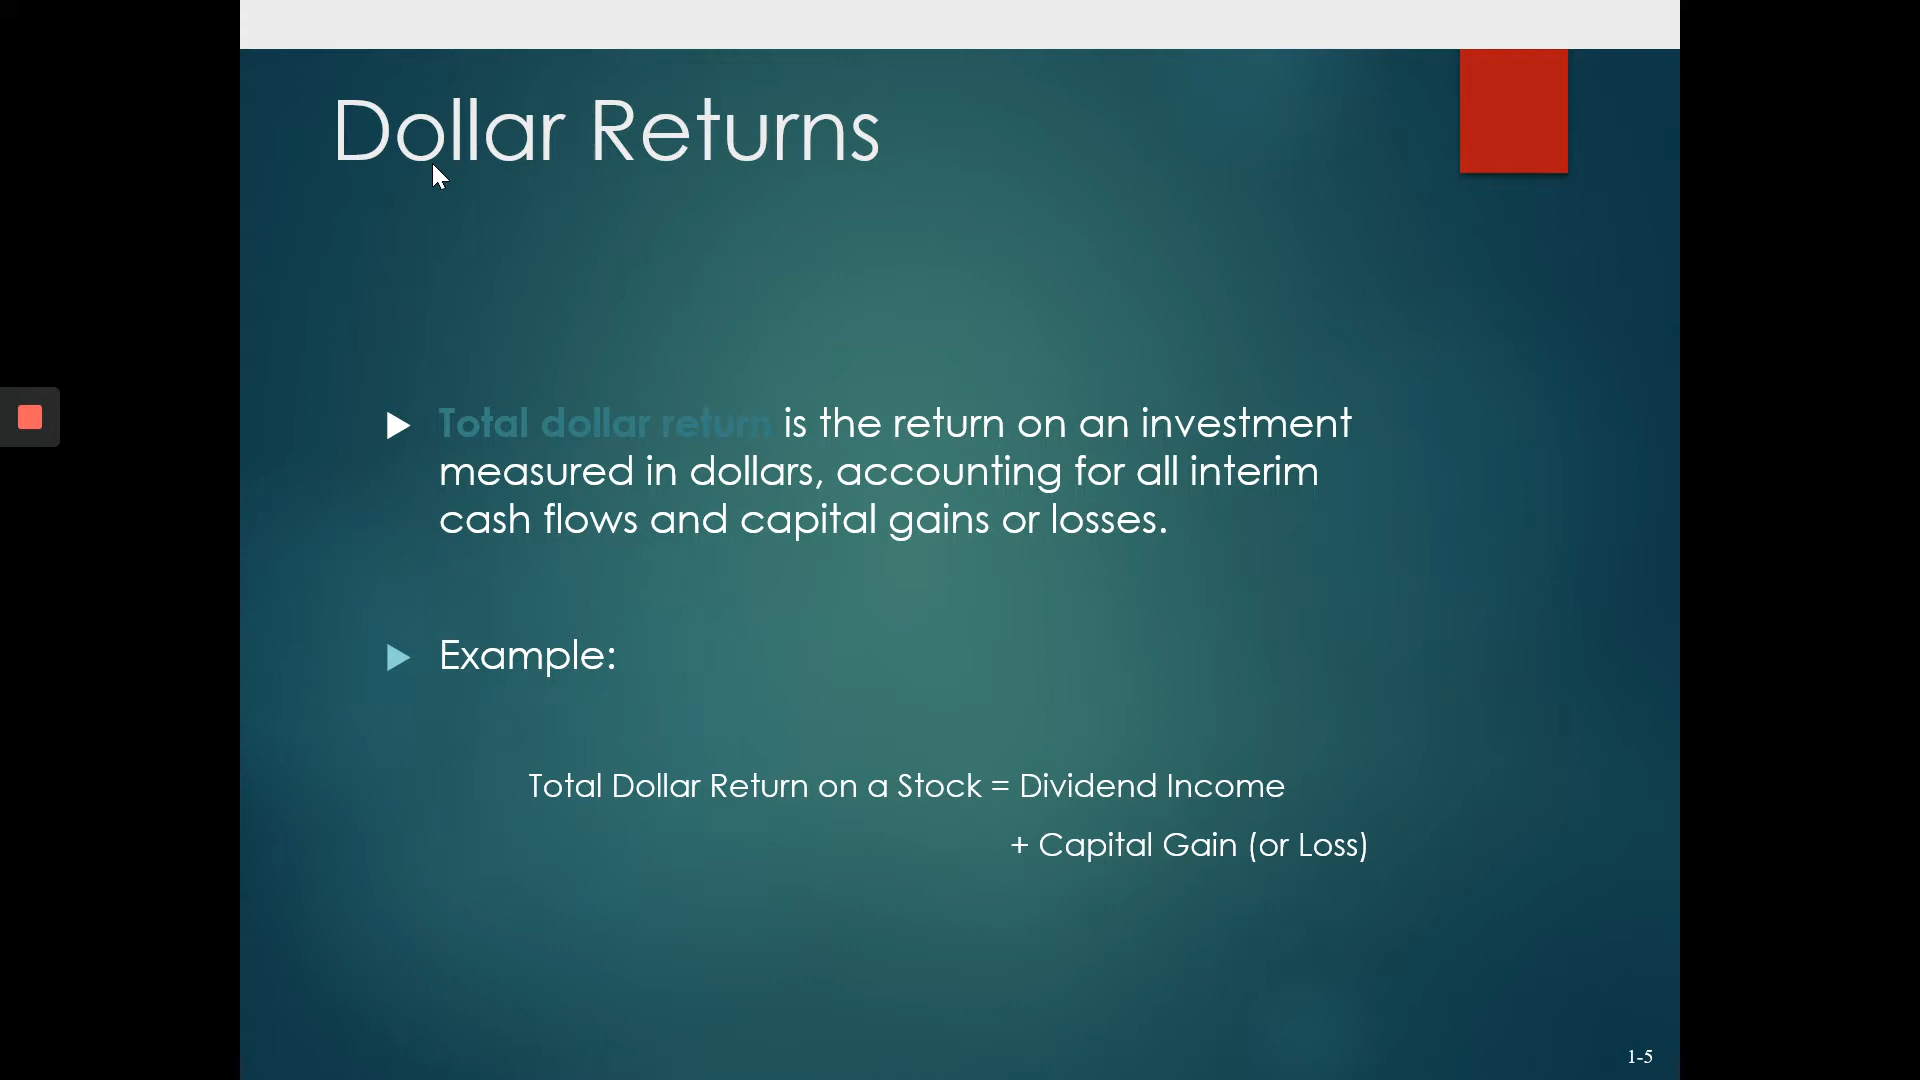 Dollar Returns
Total dollar return is the return on an investment
measured in dollars, accounting for all interim
cash flows and capital gains or losses.
Example:
Total Dollar Return on a Stock = Dividend Income
+ Capital Gain (or Loss)
1-5